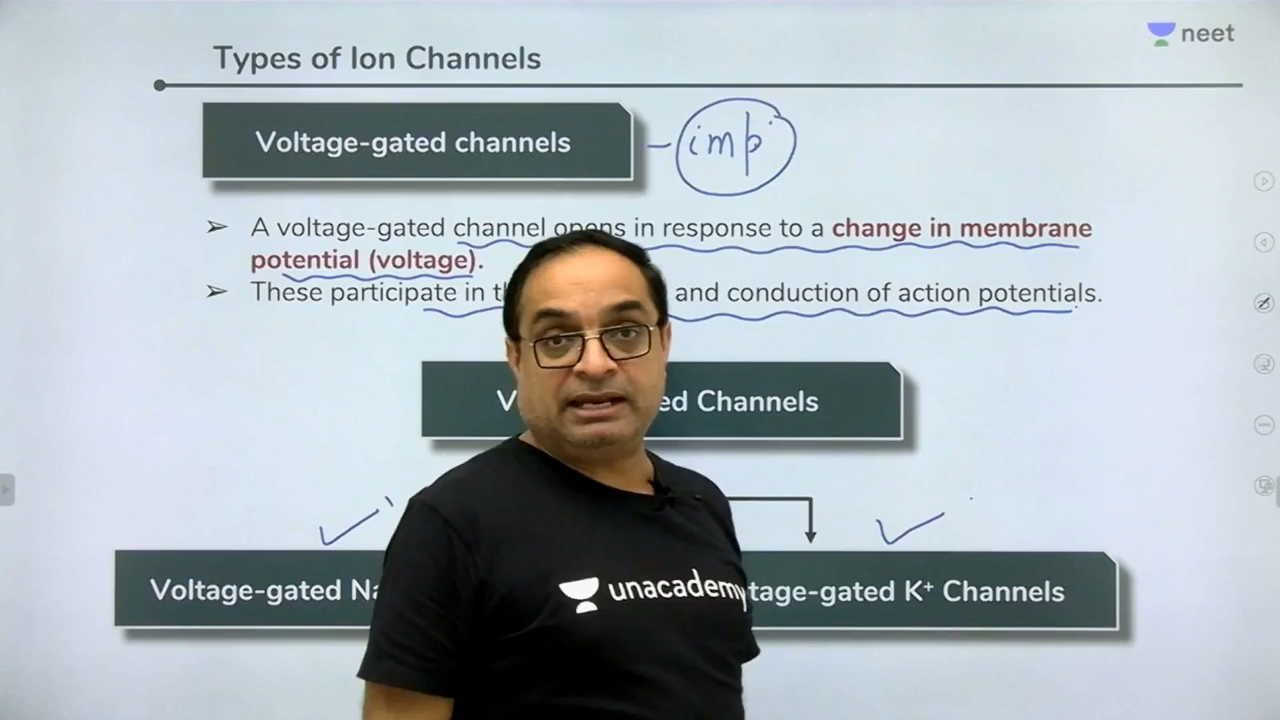 neet
Types of Ion Channels
Voltage-gated channels
imp.
A voltage-gated channel opens in response to a change in membrane
potential (voltage).
These participate in and conduction of action potentials.
ed Channels
Voltage-gated Na
tage-gated K⁺ Channels
unacademy